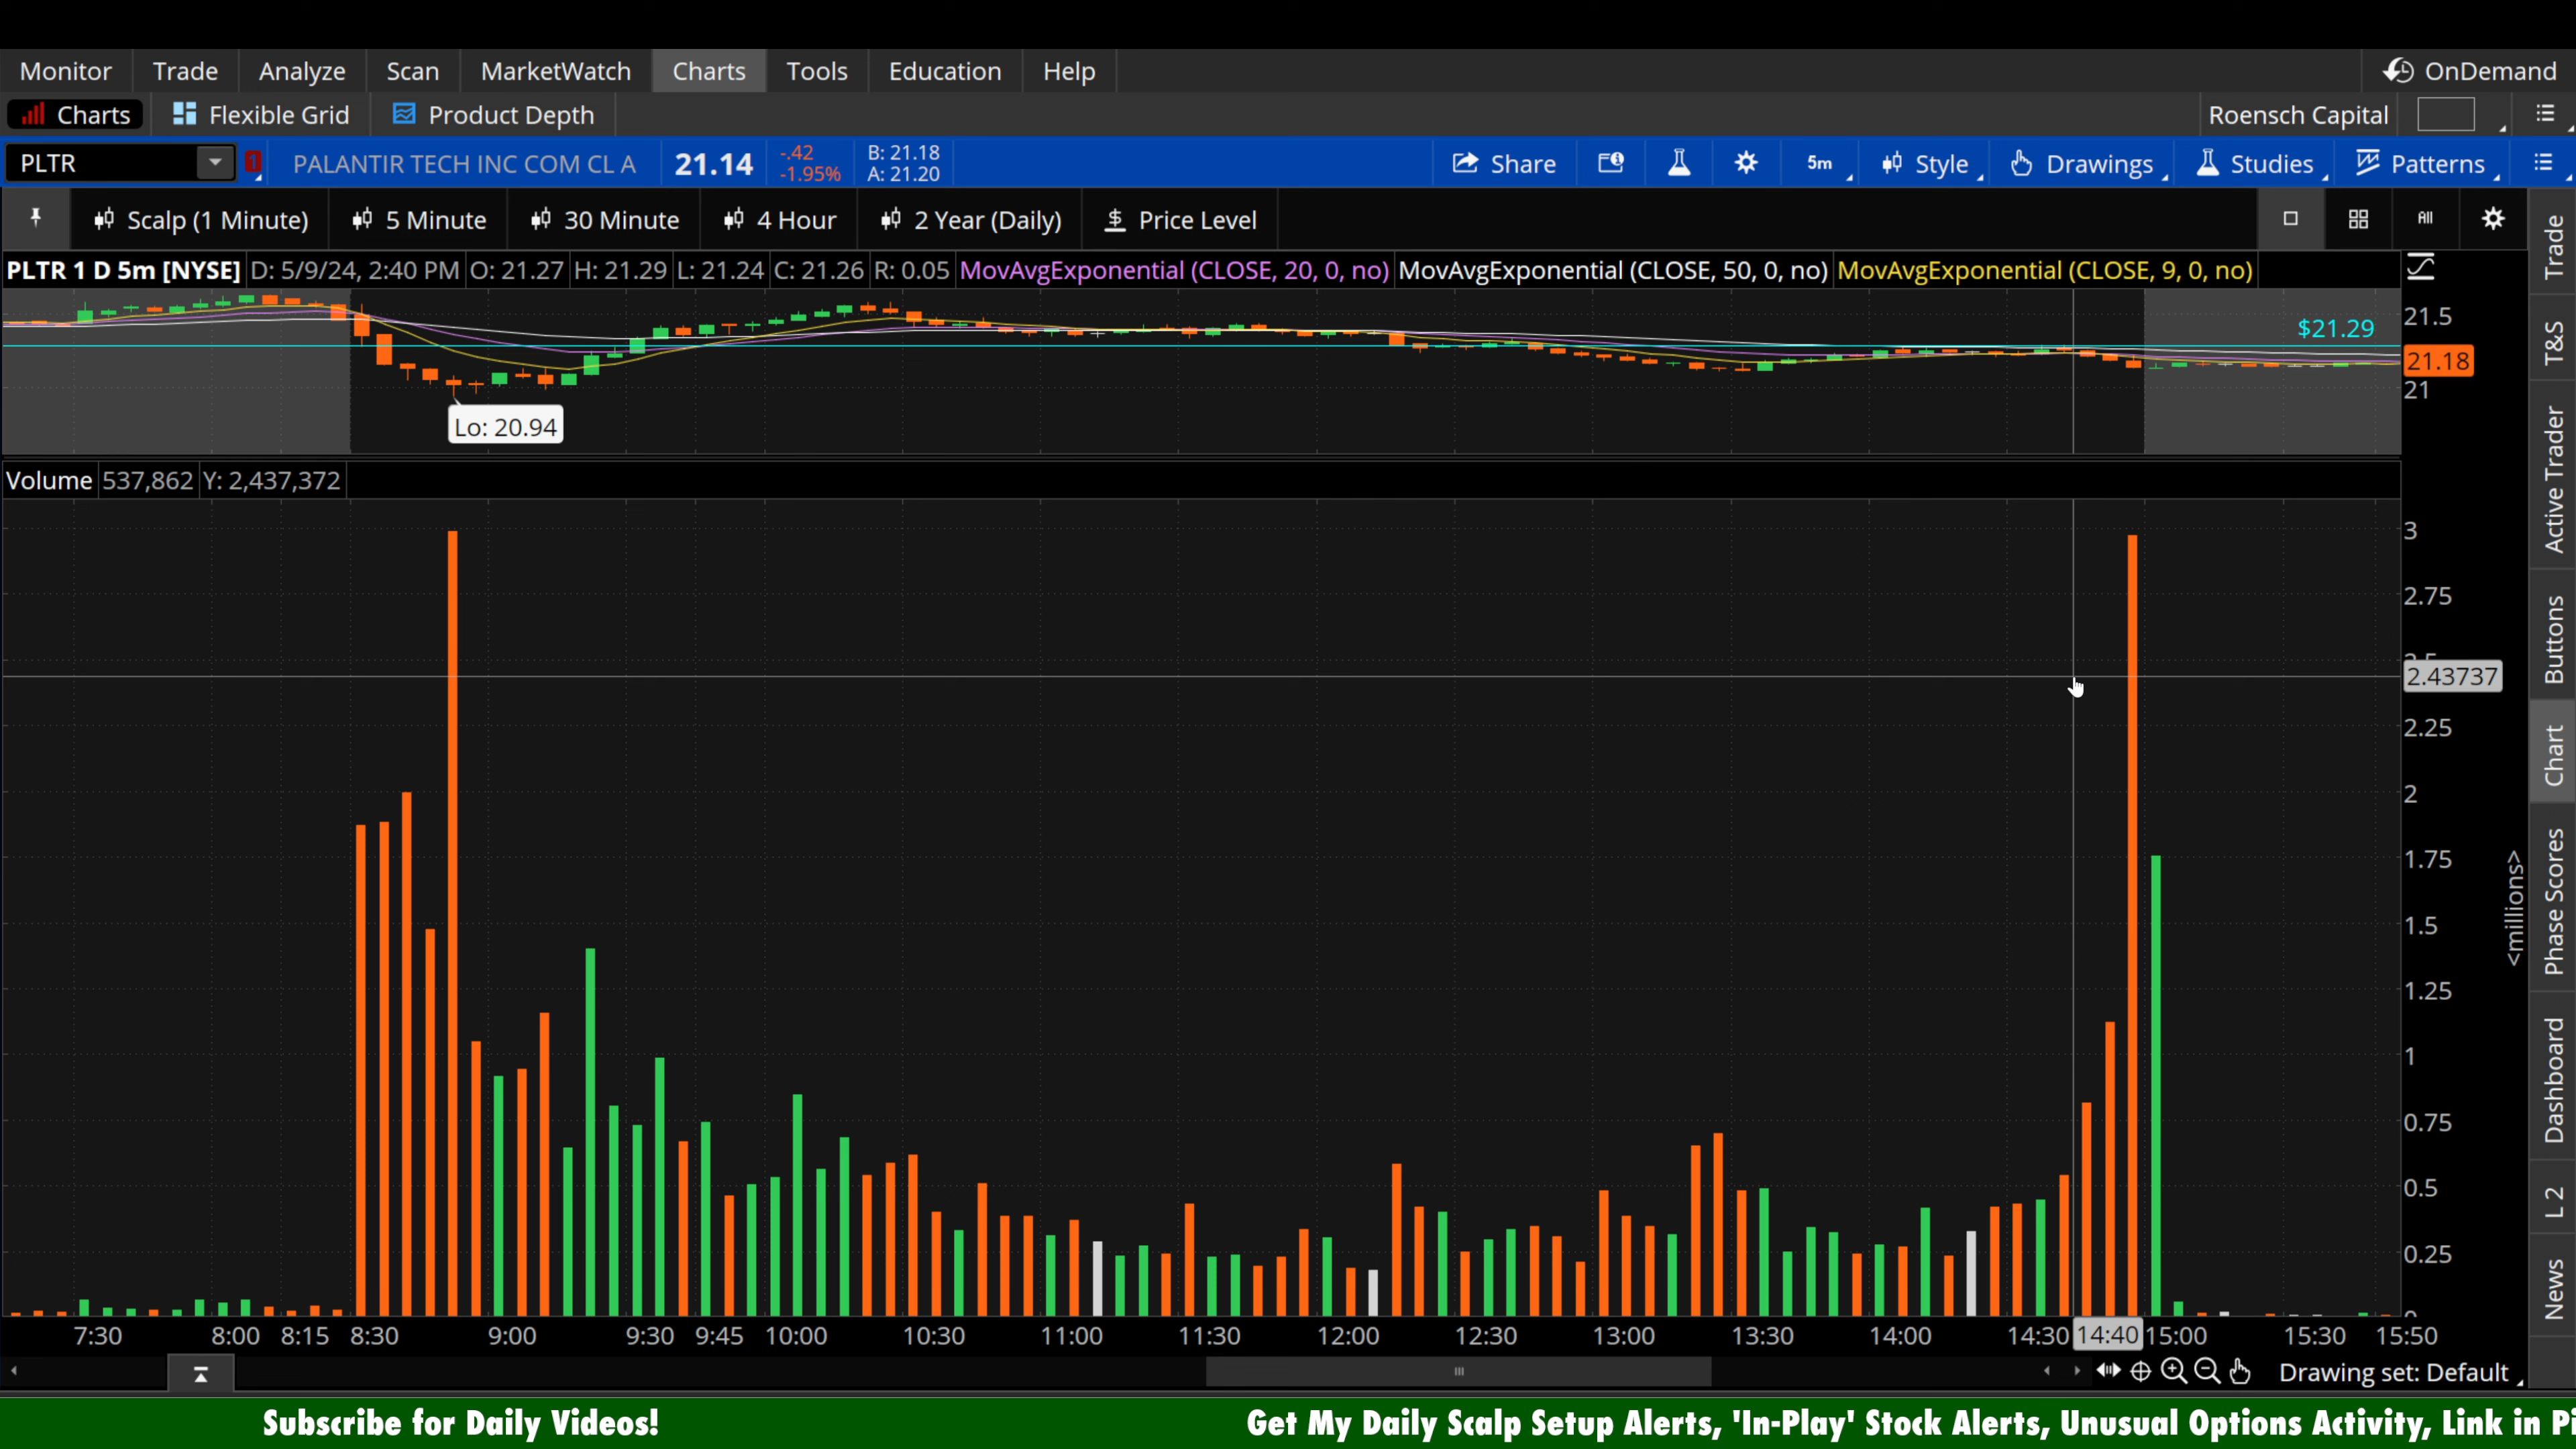 Monitor Trade Analyze Scan MarketWatch Charts Tools Education Help OnDemand
Charts Flexible Grid Product Depth Roensch Capital
PLTR 1 PALANTIR TECH INC COM CL A 21.14 -.42 -1.95% B: 21.18 A: 21.20 Share 5m Style Drawings Studies Patterns
Scalp (1 Minute) 5 Minute 30 Minute 4 Hour 2 Year (Daily) Price Level All
PLTR 1 D 5m [NYSE] D: 5/9/24, 2:40 PM O: 21.27 H: 21.29 L: 21.24 C: 21.26 R: 0.05 MovAvgExponential (CLOSE, 20, 0, no) MovAvgExponential (CLOSE, 50, 0, no) MovAvgExponential (CLOSE, 9, 0, no)
21.5
$21.29
21.18
21
Lo: 20.94
Volume 537,862 Y: 2,437,372
3
2.75
2.43737
2.25
2
1.75
1.5
1.25
1
0.75
0.5
0.25
<millions>
7:30 8:00 8:15 8:30 9:00 9:30 9:45 10:00 10:30 11:00 11:30 12:00 12:30 13:00 13:30 14:00 14:30 14:40 15:00 15:30 15:50
Drawing set: Default
Trade
T&S
Active Trader
Buttons
Chart
Phase Scores
Dashboard
L 2
News
Subscribe for Daily Videos! Get My Daily Scalp Setup Alerts, 'In-Play' Stock Alerts, Unusual Options Activity, Link in Pi